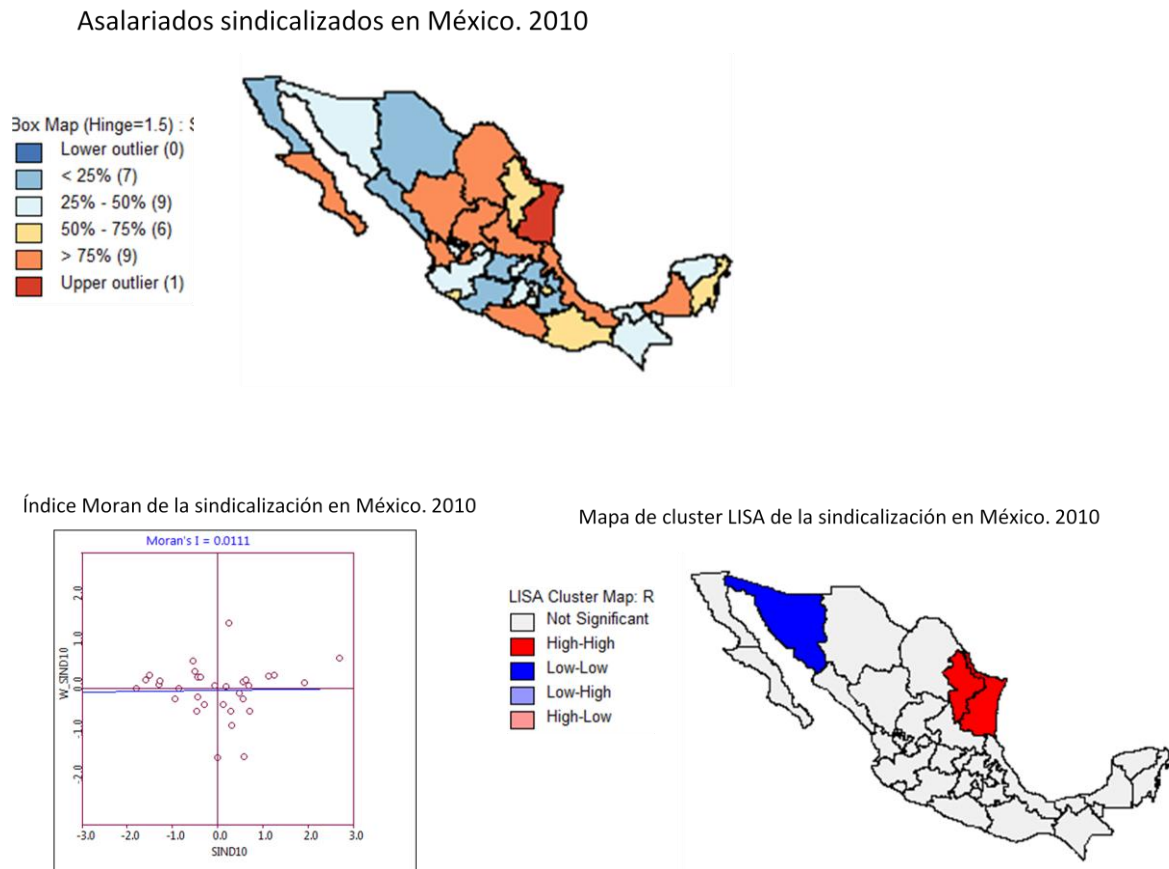 Asalariados sindicalizados en México. 2010
Box Map (Hinge=1.5) : S
Lower outlier (0)
< 25% (7)
25% - 50% (9)
50% - 75% (6)
> 75% (9)
Upper outlier (1)
Índice Moran de la sindicalización en México. 2010
Moran's I = 0.0111
W_SIND10
2.0
1.0
0.0
-1.0
-2.0
-3.0 -2.0 -1.0 0.0 1.0 2.0 3.0
SIND10
Mapa de cluster LISA de la sindicalización en México. 2010
LISA Cluster Map: R
Not Significant
High-High
Low-Low
Low-High
High-Low